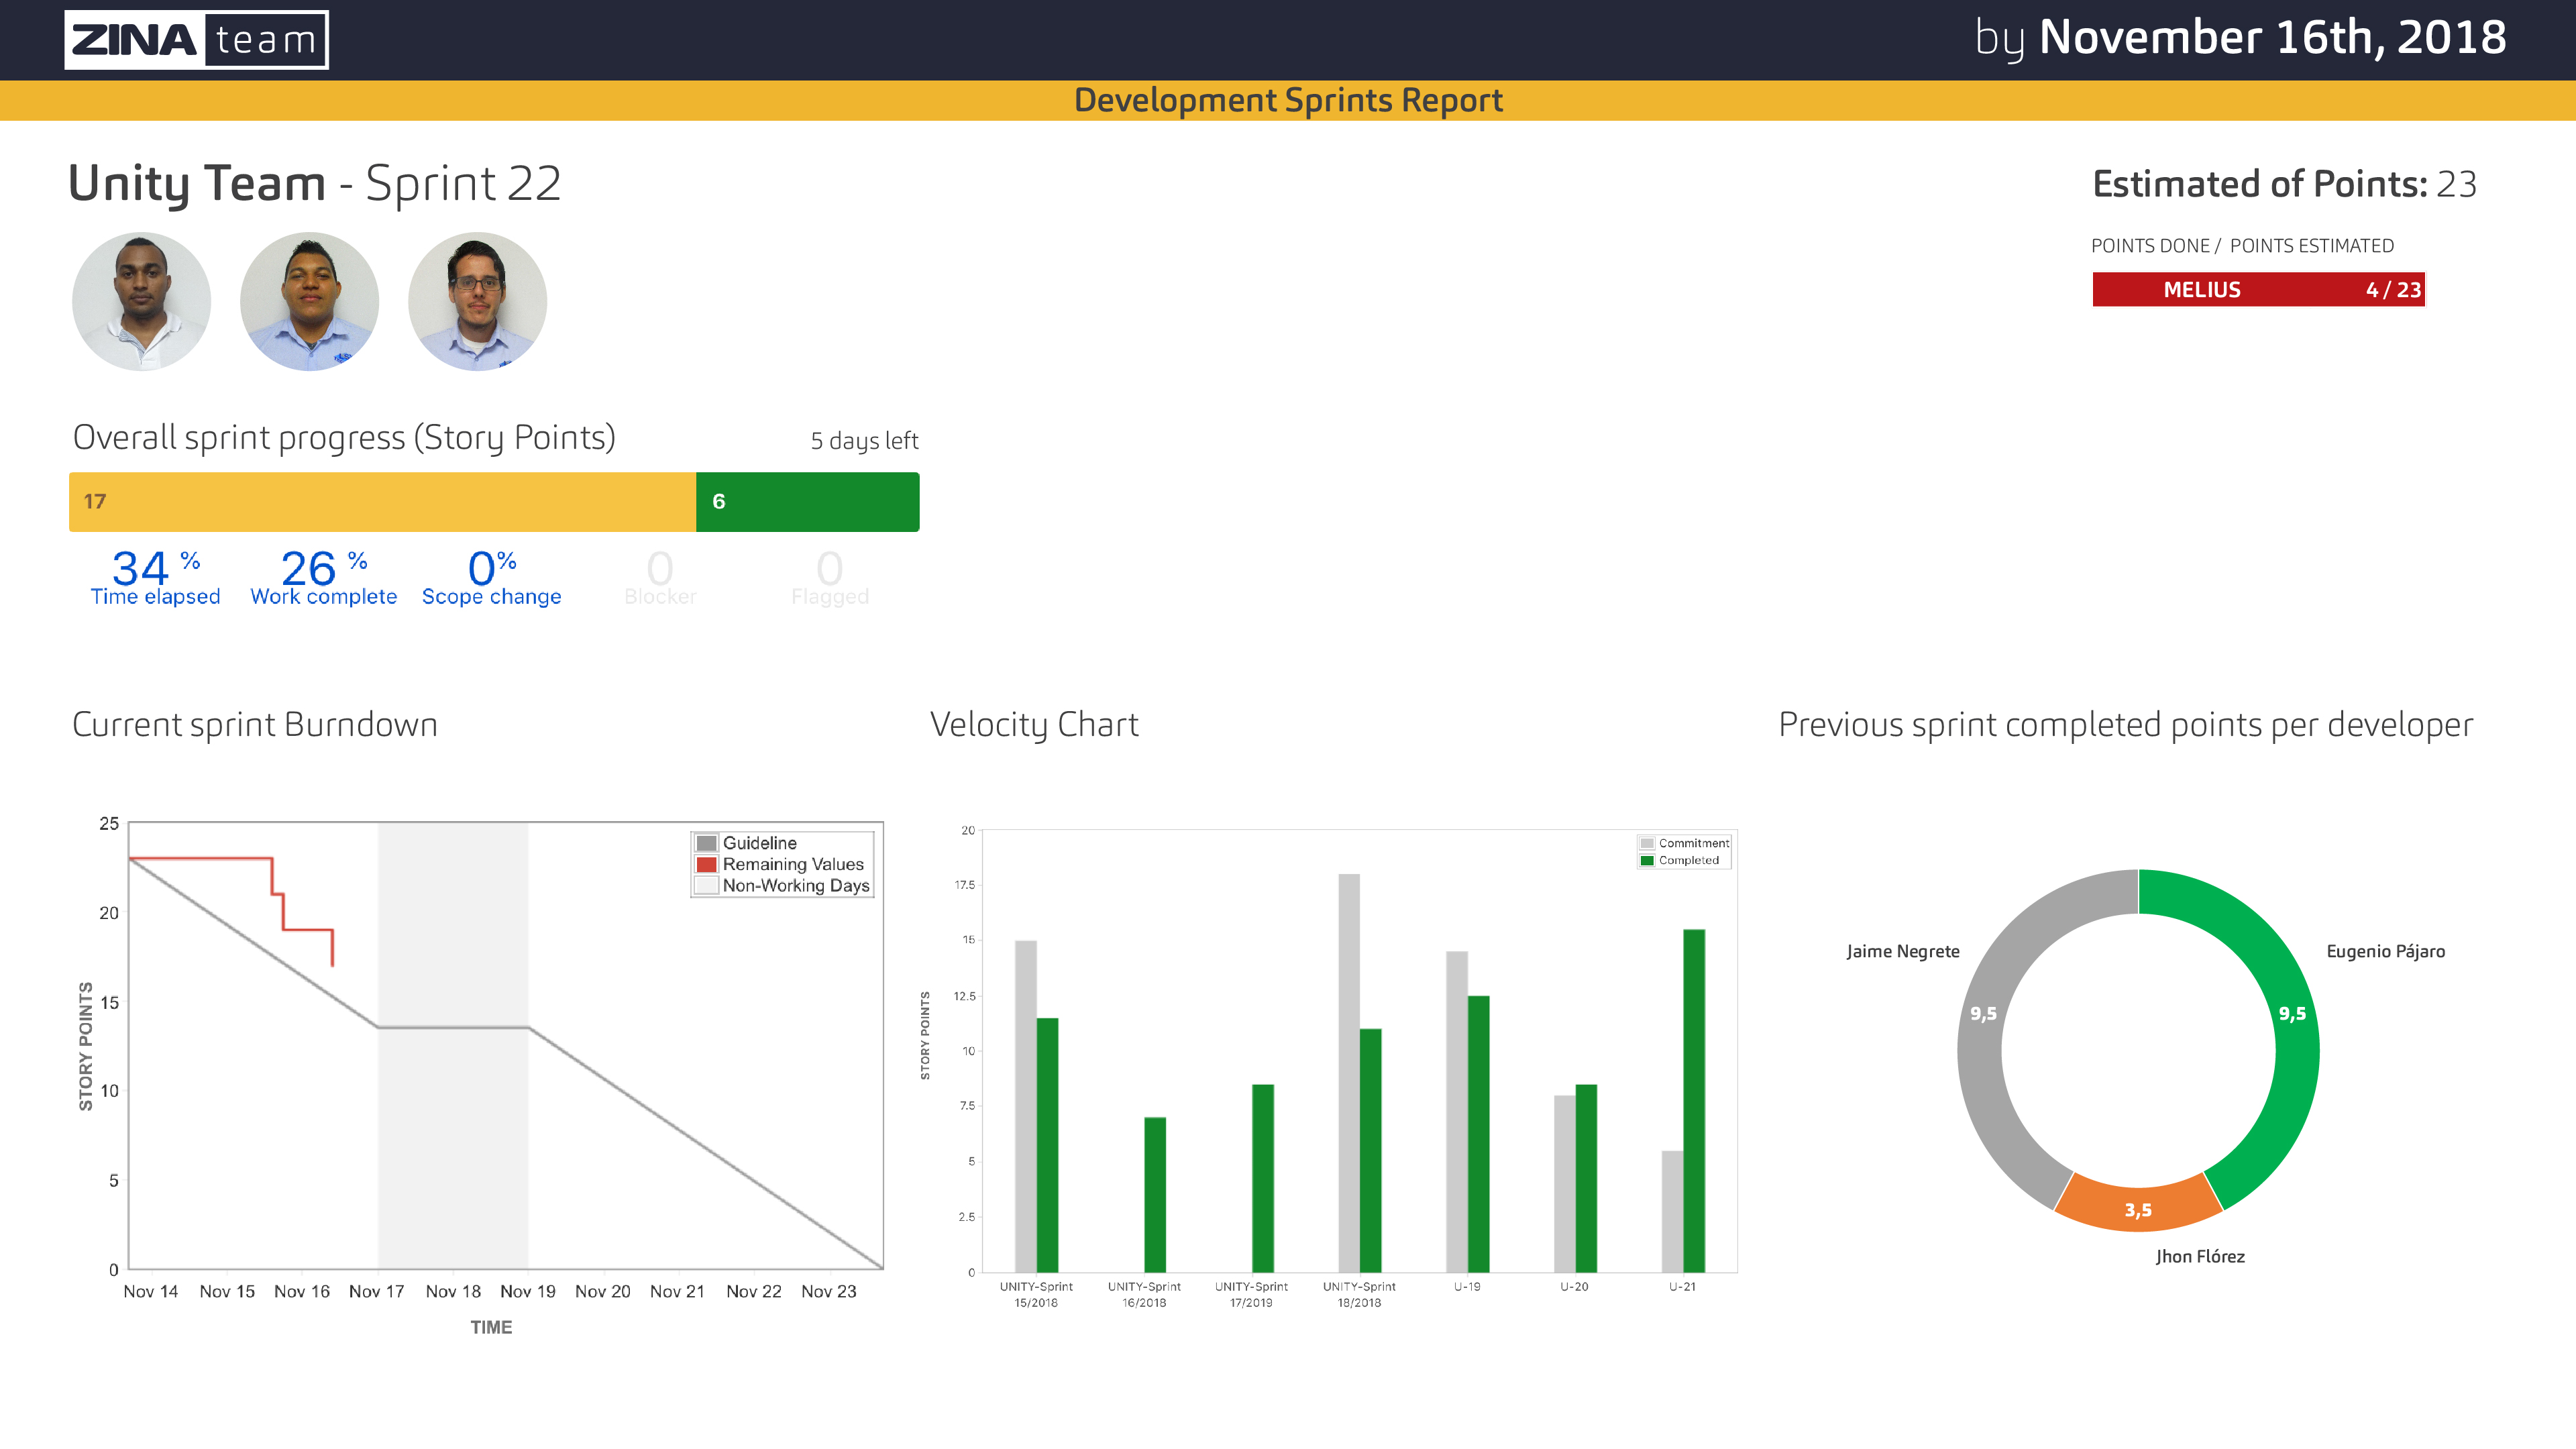 ZINA team
by November 16th, 2018
Development Sprints Report
Unity Team - Sprint 22
Estimated of Points: 23
POINTS DONE / POINTS ESTIMATED
MELIUS 4 / 23
Overall sprint progress (Story Points)
5 days left
17
6
34 %
Time elapsed
26 %
Work complete
0%
Scope change
0
Blocker
0
Flagged
Current sprint Burndown
25
20
15
10
5
0
STORY POINTS
Guideline
Remaining Values
Non-Working Days
Nov 14 Nov 15 Nov 16 Nov 17 Nov 18 Nov 19 Nov 20 Nov 21 Nov 22 Nov 23
TIME
Velocity Chart
20
17.5
15
12.5
10
7.5
5
2.5
0
STORY POINTS
Commitment
Completed
UNITY-Sprint
15/2018
UNITY-Sprint
16/2018
UNITY-Sprint
17/2019
UNITY-Sprint
18/2018
U-19
U-20
U-21
Previous sprint completed points per developer
Jaime Negrete
Eugenio Pájaro
9,5
9,5
3,5
Jhon Flórez